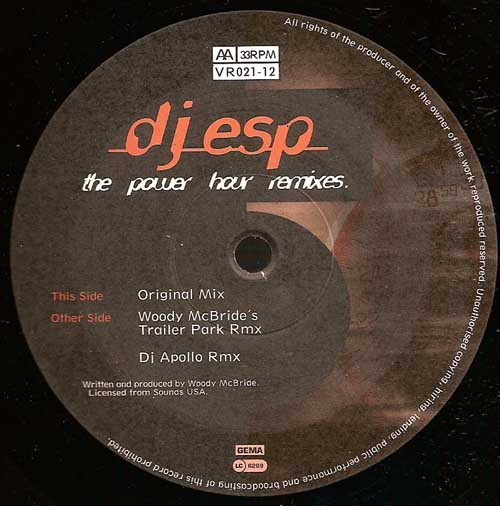 AA 33RPM
VR021-12
dj esp
the power hour remixes.
This Side Original Mix
Other Side Woody McBride's
Trailer Park Rmx
Dj Apollo Rmx
Written and produced by Woody McBride.
Licensed from Sounds USA.
GEMA
LC 6299
All rights of the producer and of the owner of the work reproduced reserved. Unauthorised copying, hiring, lending, public performance and broadcasting of this record prohibited.